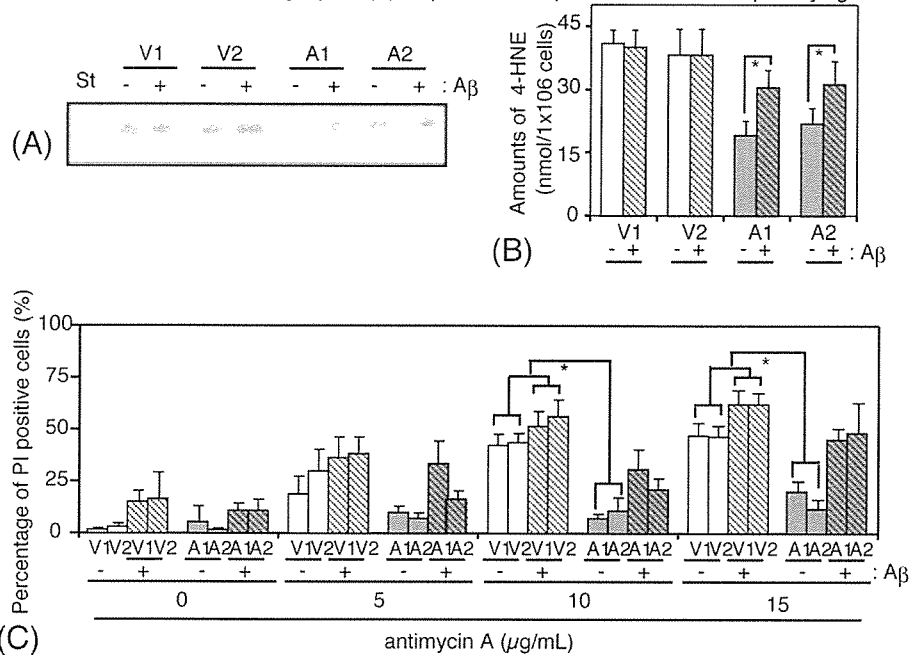 V1 V2 A1 A2
St - + - + - + - + : Aβ
(A)
Amounts of 4-HNE
(nmol/1x106 cells)
45
30
15
0
* *
V1 V2 A1 A2
- + - + - + - + : Aβ
(B)
Percentage of PI positive cells (%)
100
75
50
25
0
* *
V1V2V1V2 A1A2A1A2 V1V2V1V2 A1A2A1A2 V1V2V1V2 A1A2A1A2 V1V2V1V2 A1A2A1A2
- + - + - + - + - + - + - + - + : Aβ
0 5 10 15
antimycin A (µg/mL)
(C)